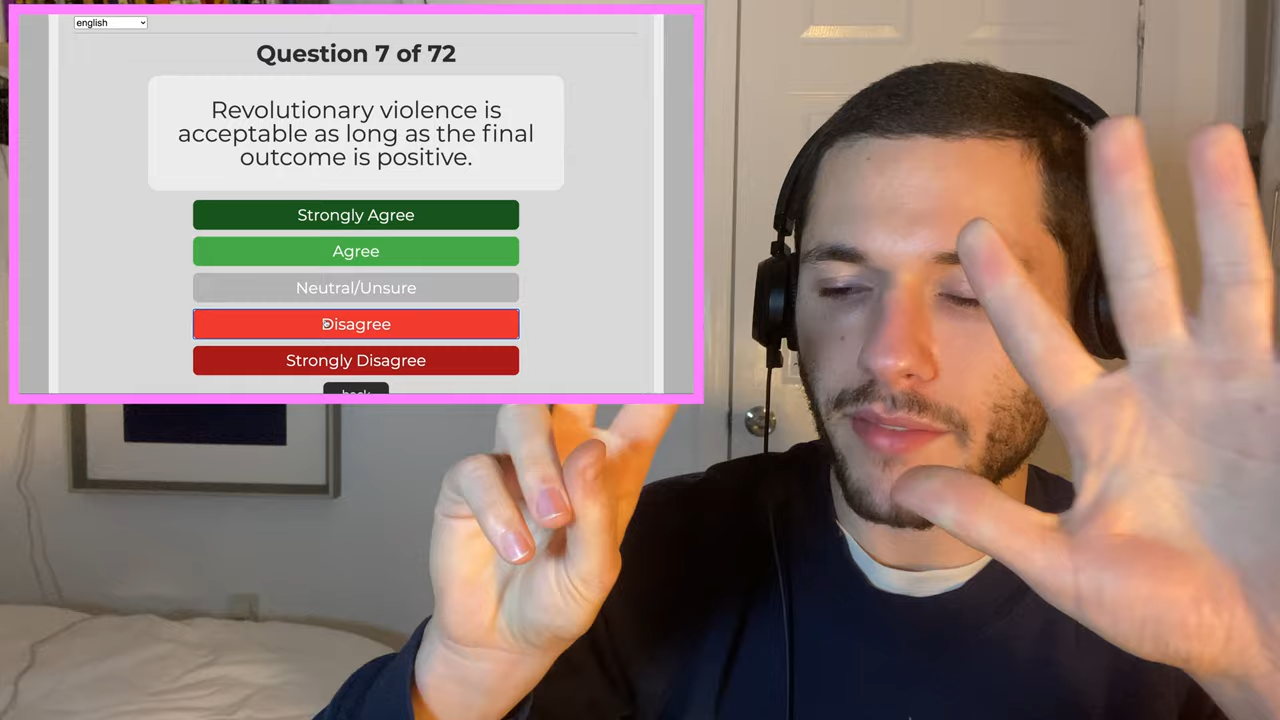 english
Question 7 of 72
Revolutionary violence is
acceptable as long as the final
outcome is positive.
Strongly Agree
Agree
Neutral/Unsure
Disagree
Strongly Disagree
back